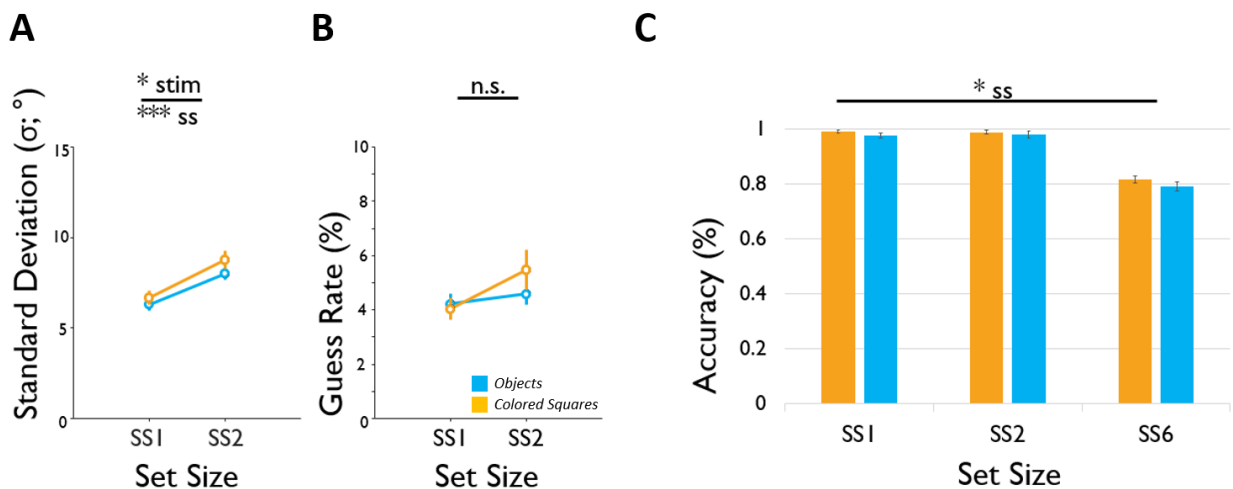 A
* stim
*** ss
Standard Deviation (σ; °)
15
10
5
0
SS1
SS2
Set Size
B
n.s.
Guess Rate (%)
10
8
6
4
2
0
Objects
Colored Squares
SS1
SS2
Set Size
C
* ss
Accuracy (%)
1
0.8
0.6
0.4
0.2
0
SS1
SS2
SS6
Set Size